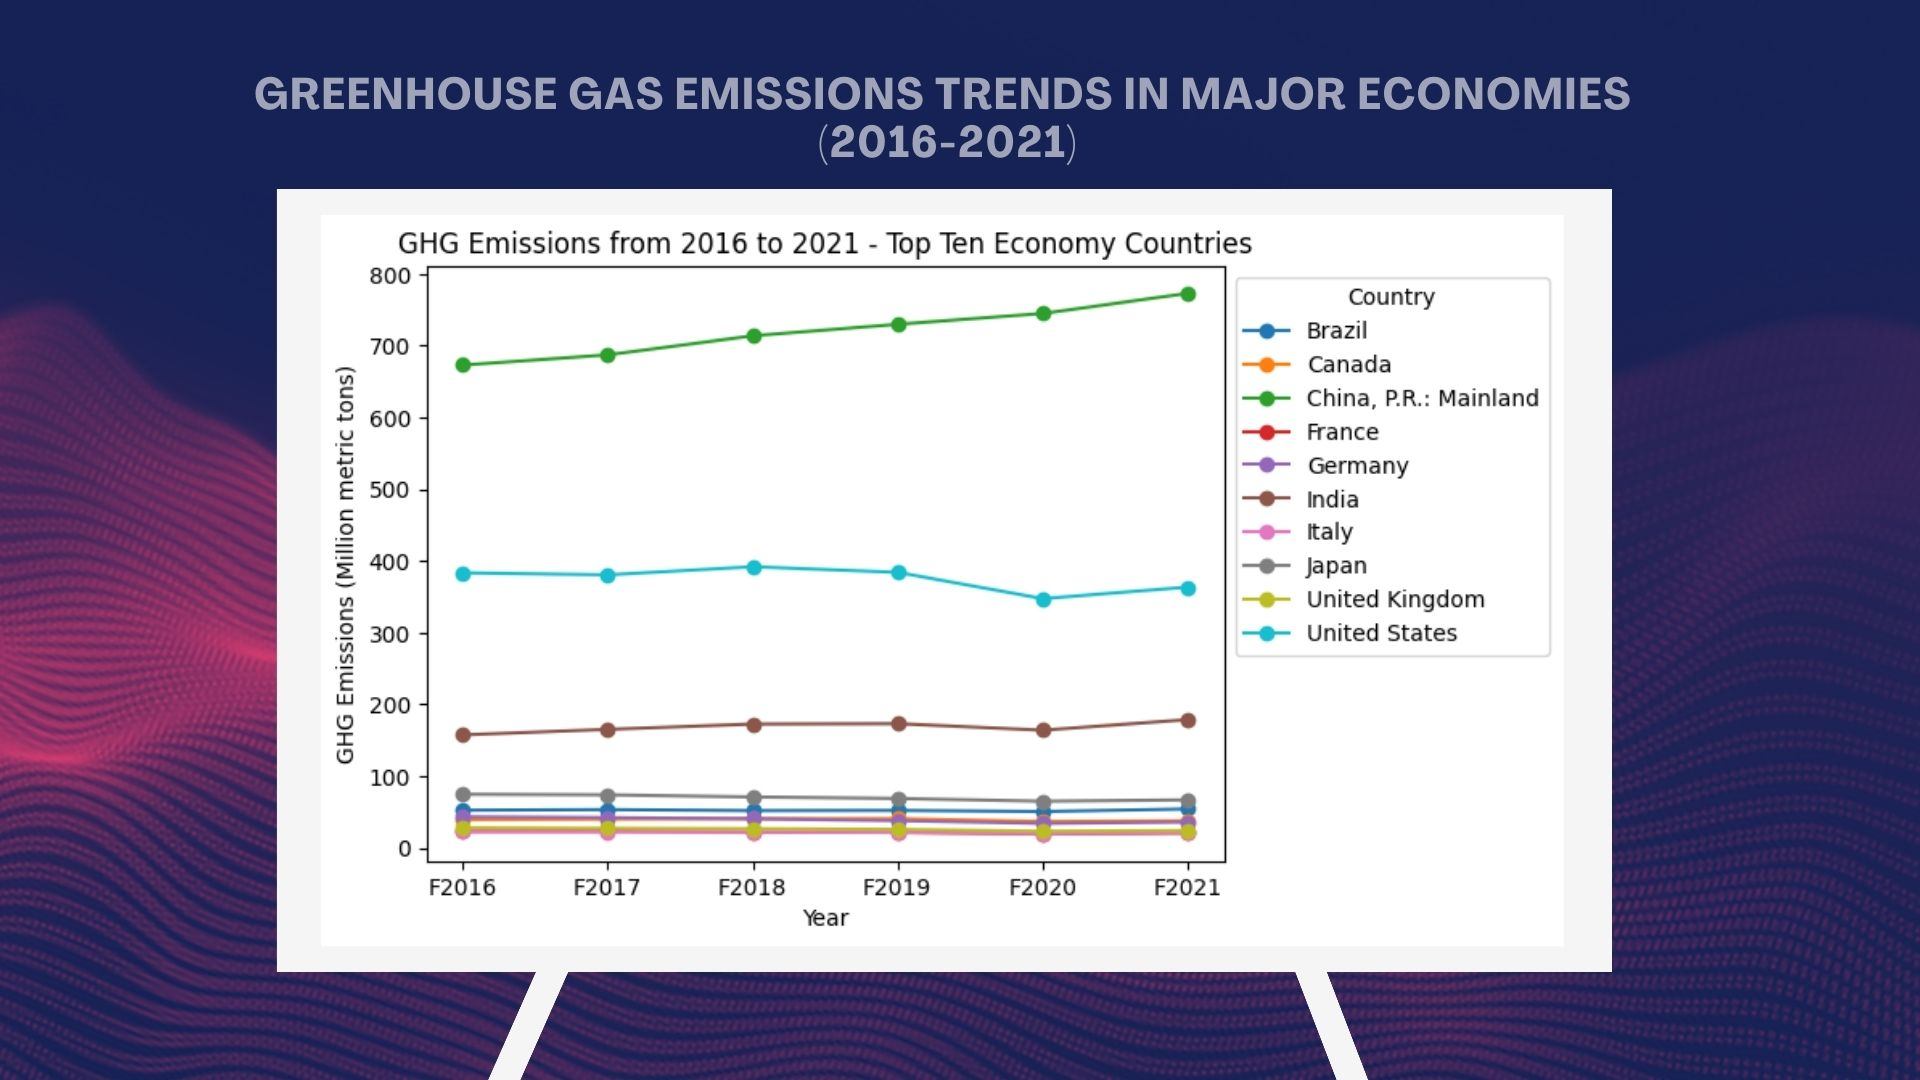 GREENHOUSE GAS EMISSIONS TRENDS IN MAJOR ECONOMIES
(2016-2021)
GHG Emissions from 2016 to 2021 - Top Ten Economy Countries
GHG Emissions (Million metric tons)
800
700
600
500
400
300
200
100
0
F2016 F2017 F2018 F2019 F2020 F2021
Year
Country
Brazil
Canada
China, P.R.: Mainland
France
Germany
India
Italy
Japan
United Kingdom
United States